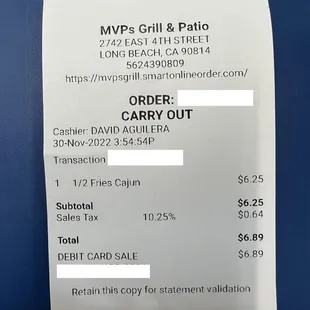 MVPs Grill & Patio
2742 EAST 4TH STREET
LONG BEACH, CA 90814
5624390809
https://mvpsgrill.smartonlineorder.com/
ORDER:
CARRY OUT
Cashier: DAVID AGUILERA
30-Nov-2022 3:54:54P
Transaction
1 1/2 Fries Cajun $6.25
Subtotal $6.25
Sales Tax 10.25% $0.64
Total $6.89
DEBIT CARD SALE $6.89
Retain this copy for statement validation